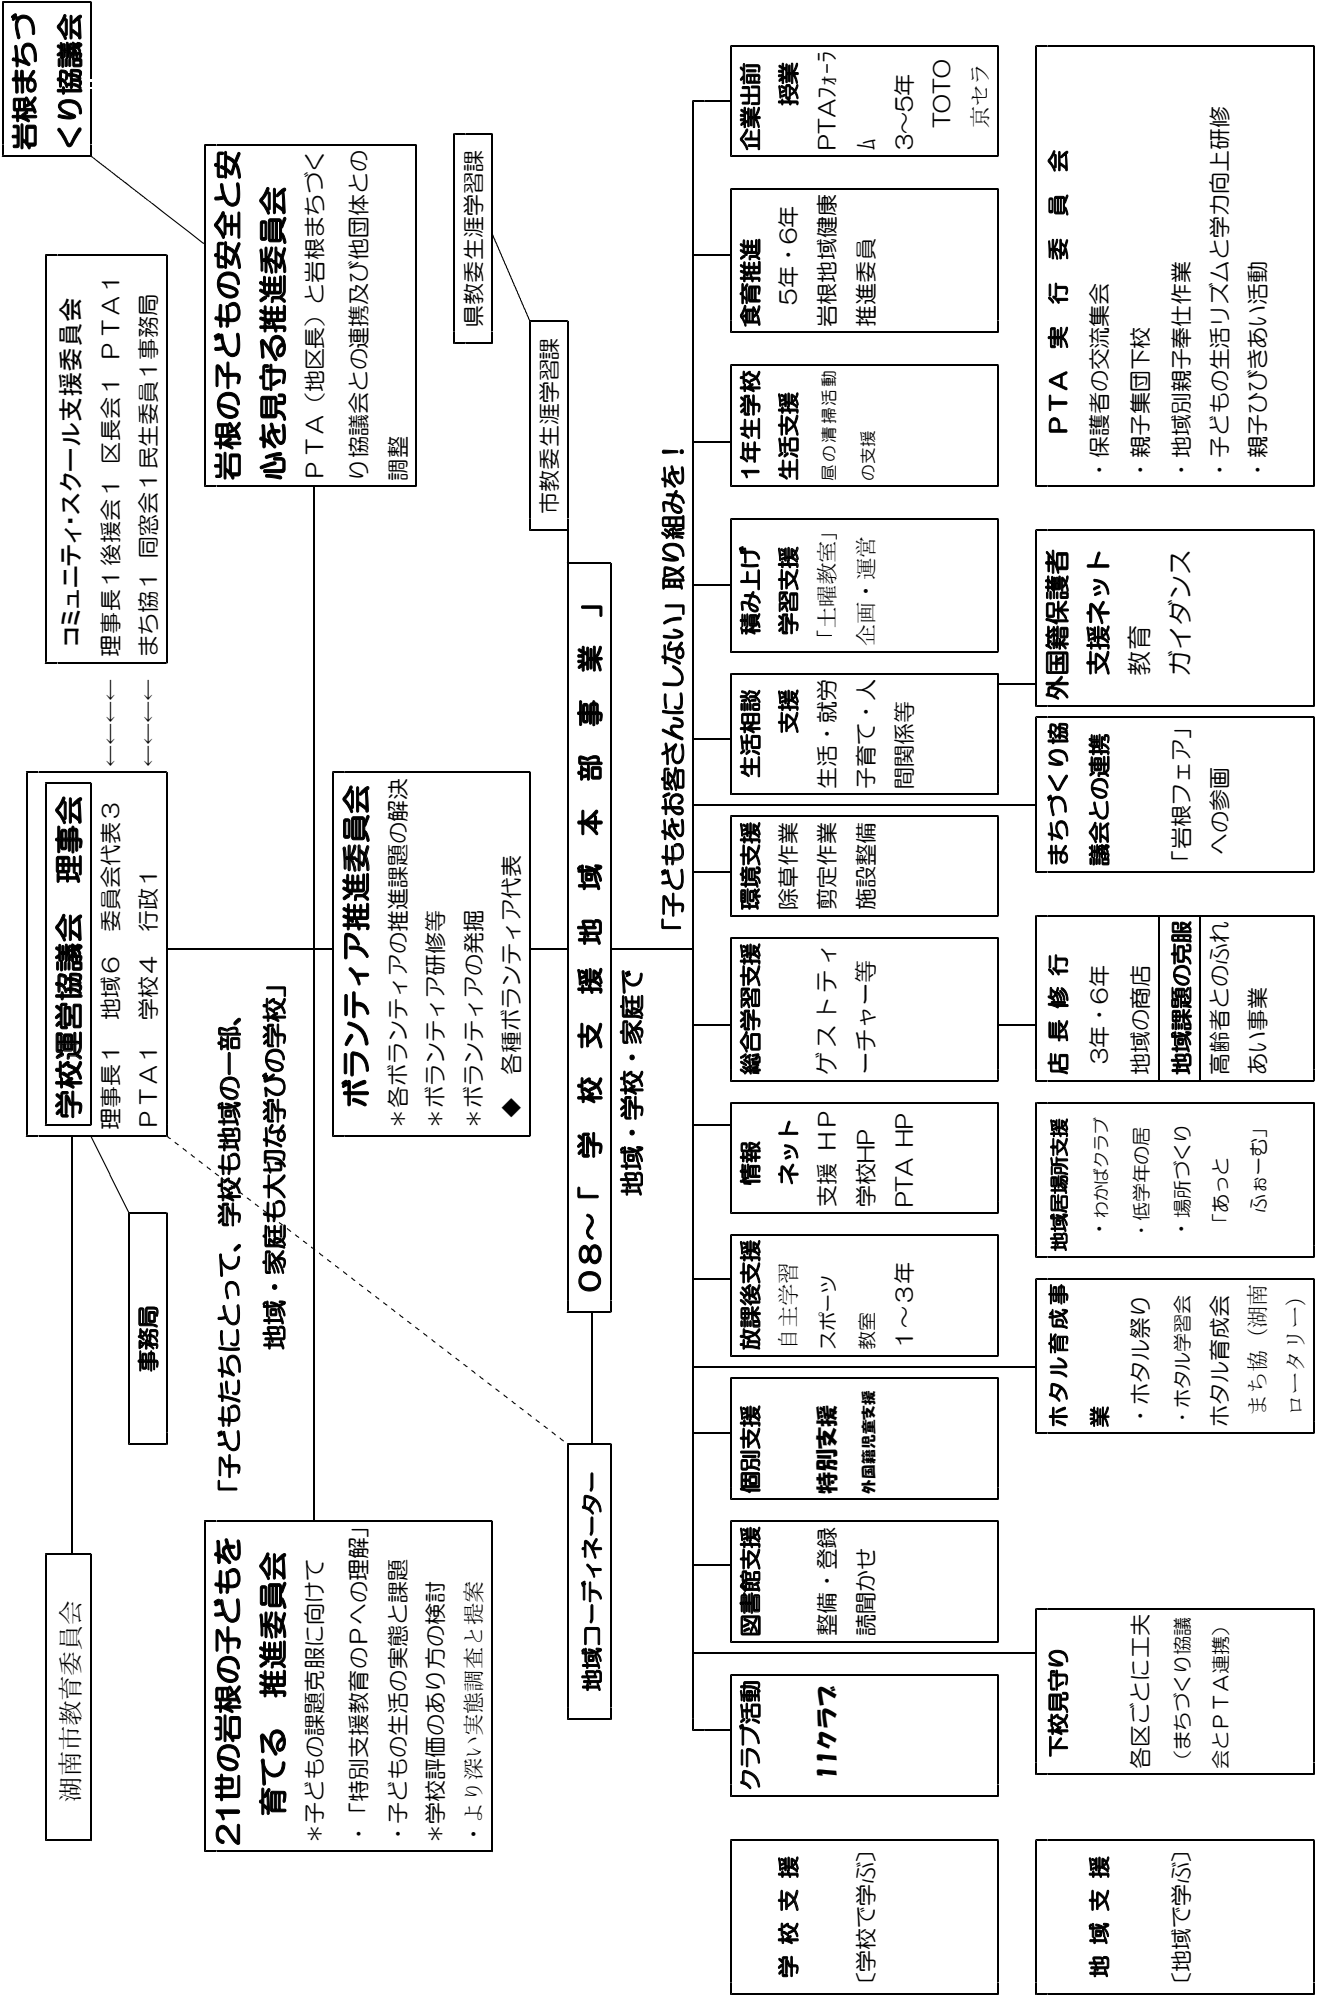 岩根まちづ
くり協議会
湖南市教育委員会
学校運営協議会　理事会
理事長1　地域6　委員会代表3
PTA1　学校4　行政1
←←←←
←←←←
コミュニティ・スクール支援委員会
理事長1 後援会1 区長会1 PTA1
まち協1 同窓会1 民生委員1 事務局
事務局
21世の岩根の子どもを
育てる　推進委員会
＊子どもの課題克服に向けて
・「特別支援教育のPへの理解」
・子どもの生活の実態と課題
＊学校評価のあり方の検討
・より深い実態調査と提案
「子どもたちにとって、学校も地域の一部、
地域・家庭も大切な学びの学校」
ボランティア推進委員会
＊各ボランティアの推進課題の解決
＊ボランティア研修等
＊ボランティアの発掘
◆ 各種ボランティア代表
岩根の子どもの安全と安
心を見守る推進委員会
PTA（地区長）と岩根まちづく
り協議会との連携及び他団体との
調整
県教委生涯学習課
市教委生涯学習課
地域コーディネーター
08～「 学 校 支 援 地 域 本 部 事 業 」
地域・学校・家庭で
「子どもをお客さんにしない」取り組みを！
学 校 支 援
〔学校で学ぶ〕
クラブ活動
11クラブ
図書館支援
整備・登録
読聞かせ
個別支援
特別支援
外国籍児童支援
放課後支援
自主学習
スポーツ
教室
1～3年
情報
ネット
支援 HP
学校HP
PTA HP
総合学習支援
ゲストティ
ーチャー等
環境支援
除草作業
剪定作業
施設整備
生活相談
支援
生活・就労
子育て・人
間関係等
積み上げ
学習支援
「土曜教室」
企画・運営
1年生学校
生活支援
昼の清掃活動
の支援
食育推進
5年・6年
岩根地域健康
推進委員
企業出前
授業
PTAフォーラ
ム
3～5年
TOTO
京セラ
地 域 支 援
〔地域で学ぶ〕
下校見守り
各区ごとに工夫
（まちづくり協議
会とPTA連携）
ホタル育成事
業
・ホタル祭り
・ホタル学習会
ホタル育成会
まち協（湖南
ロータリー）
地域居場所支援
・わかばクラブ
・低学年の居
・場所づくり
「あっと
ふぉーむ」
店 長 修 行
3年・6年
地域の商店
地域課題の克服
高齢者とのふれ
あい事業
まちづくり協
議会との連携
「岩根フェア」
への参画
外国籍保護者
支援ネット
教育
ガイダンス
PTA 実 行 委 員 会
・保護者の交流集会
・親子集団下校
・地域別親子奉仕作業
・子どもの生活リズムと学力向上研修
・親子ひびきあい活動